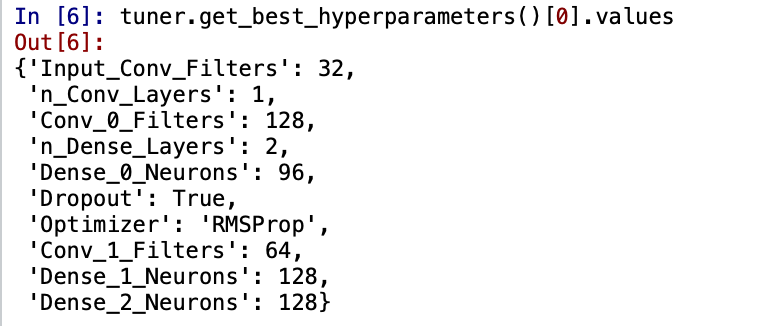 In [6]: tuner.get_best_hyperparameters()[0].values
Out[6]:
{'Input_Conv_Filters': 32,
 'n_Conv_Layers': 1,
 'Conv_0_Filters': 128,
 'n_Dense_Layers': 2,
 'Dense_0_Neurons': 96,
 'Dropout': True,
 'Optimizer': 'RMSProp',
 'Conv_1_Filters': 64,
 'Dense_1_Neurons': 128,
 'Dense_2_Neurons': 128}